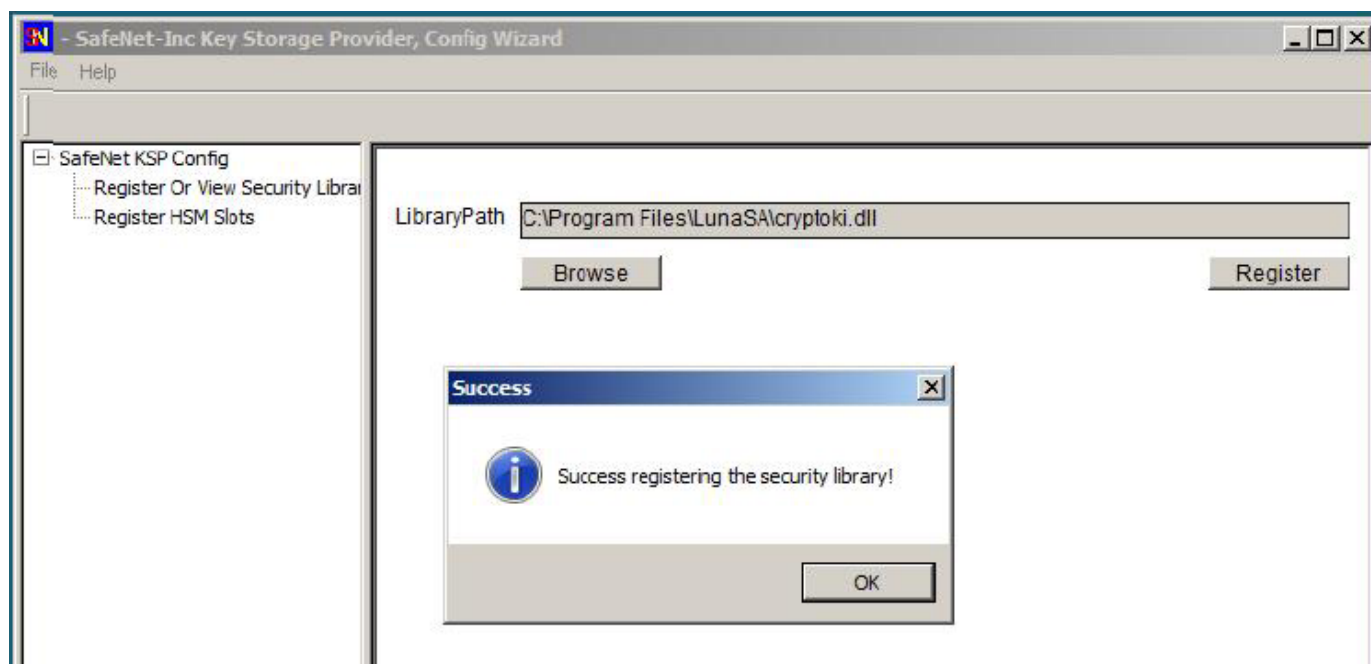 SN - SafeNet-Inc Key Storage Provider, Config Wizard
File Help
SafeNet KSP Config
Register Or View Security Librar
Register HSM Slots
LibraryPath C:\Program Files\LunaSA\cryptoki.dll
Browse Register
Success
Success registering the security library!
OK